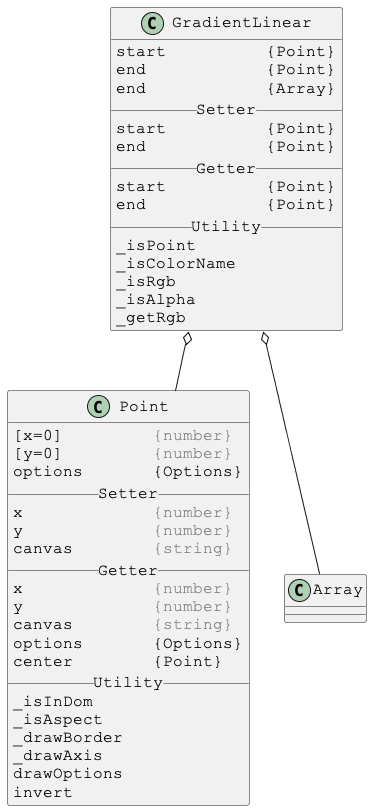 C GradientLinear
start {Point}
end {Point}
end {Array}
Setter
start {Point}
end {Point}
Getter
start {Point}
end {Point}
Utility
_isPoint
_isColorName
_isRgb
_isAlpha
_getRgb
C Point
[x=0] {number}
[y=0] {number}
options {Options}
Setter
x {number}
y {number}
canvas {string}
Getter
x {number}
y {number}
canvas {string}
options {Options}
center {Point}
Utility
_isInDom
_isAspect
_drawBorder
_drawAxis
drawOptions
invert
C Array